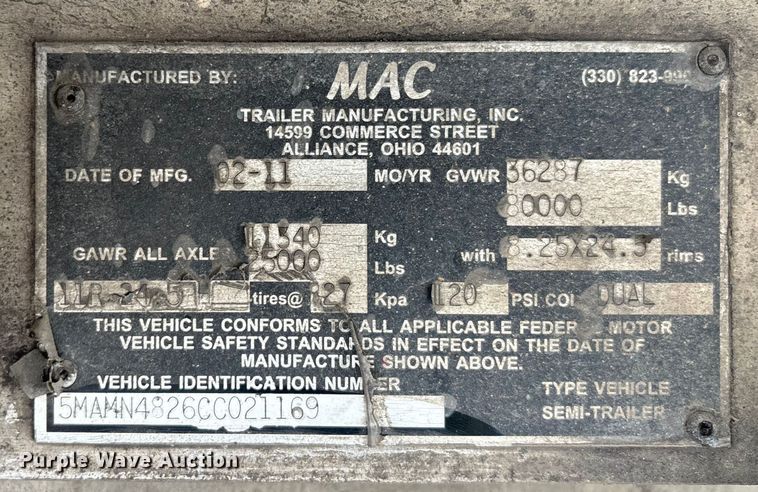 MANUFACTURED BY: MAC (330) 823-990
TRAILER MANUFACTURING, INC.
14599 COMMERCE STREET
ALLIANCE, OHIO 44601
DATE OF MFG. 02-11 MO/YR GVWR 36287 Kg
80000 Lbs
GAWR ALL AXLE 11340 Kg with 8.25X24.5 rims
25000 Lbs
11R 24.5 tires@ 827 Kpa 120 PSI COL DUAL
THIS VEHICLE CONFORMS TO ALL APPLICABLE FEDERAL MOTOR
VEHICLE SAFETY STANDARDS IN EFFECT ON THE DATE OF
MANUFACTURE SHOWN ABOVE.
VEHICLE IDENTIFICATION NUMBER TYPE VEHICLE
5MAMN4826CC021169 SEMI-TRAILER
Purple Wave Auction